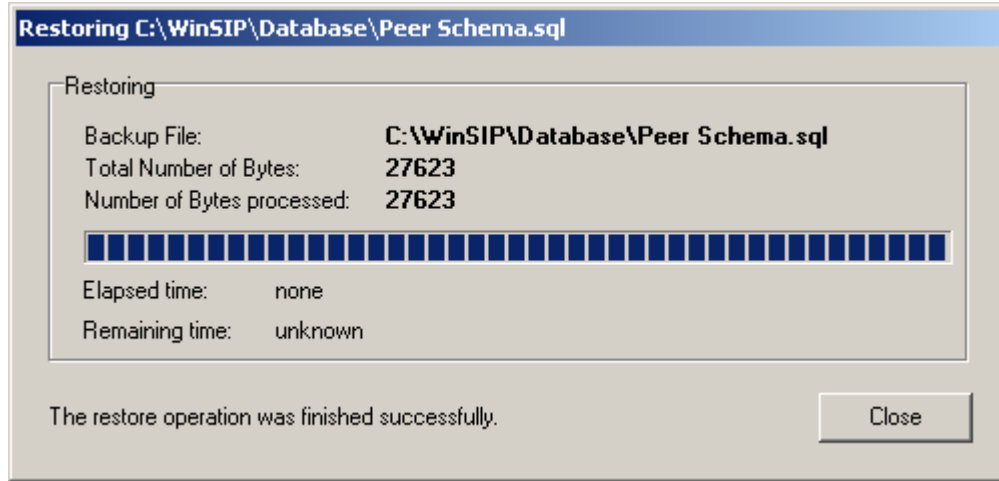 Restoring C:\WinSIP\Database\Peer Schema.sql
Restoring
Backup File: C:\WinSIP\Database\Peer Schema.sql
Total Number of Bytes: 27623
Number of Bytes processed: 27623
Elapsed time: none
Remaining time: unknown
The restore operation was finished successfully. Close